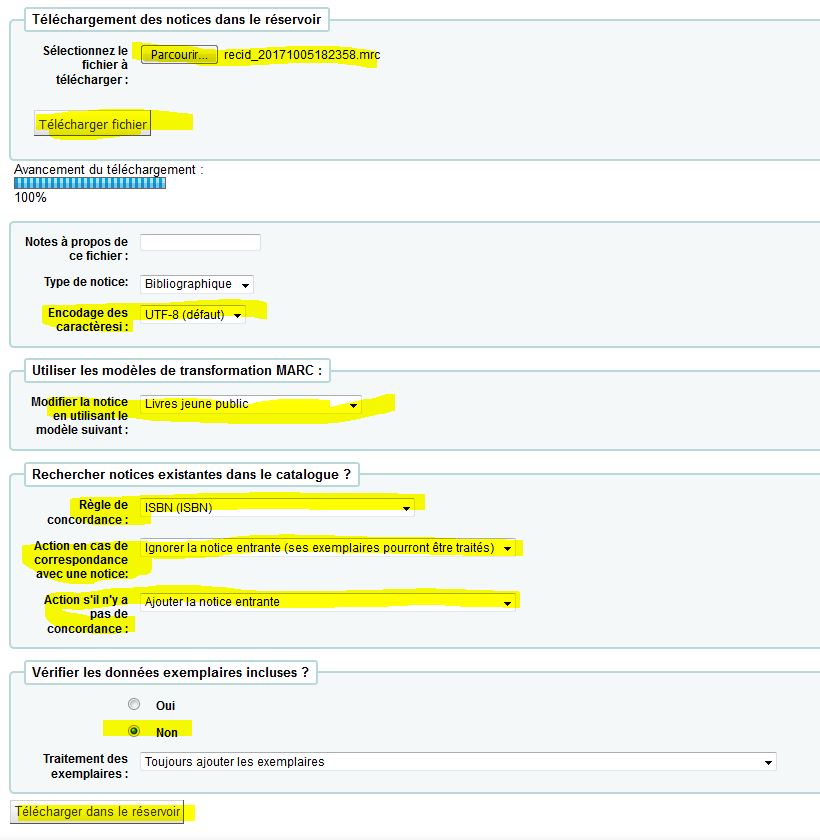 Téléchargement des notices dans le réservoir
Sélectionnez le
fichier à
télécharger :
Parcourir...
recid_20171005182358.mrc
Télécharger fichier
Avancement du téléchargement :
100%
Notes à propos de
ce fichier :
Type de notice:
Bibliographique
Encodage des
caractèresi :
UTF-8 (défaut)
Utiliser les modèles de transformation MARC :
Modifier la notice
en utilisant le
modèle suivant :
Livres jeune public
Rechercher notices existantes dans le catalogue ?
Règle de
concordance :
ISBN (ISBN)
Action en cas de
correspondance
avec une notice:
Ignorer la notice entrante (ses exemplaires pourront être traités)
Action s'il n'y a
pas de
concordance :
Ajouter la notice entrante
Vérifier les données exemplaires incluses ?
Oui
Non
Traitement des
exemplaires :
Toujours ajouter les exemplaires
Télécharger dans le réservoir